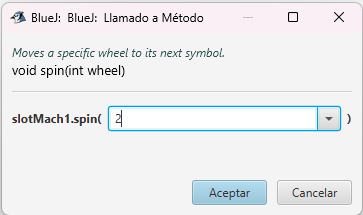 BlueJ: BlueJ: Llamado a Método
Moves a specific wheel to its next symbol.
void spin(int wheel)
slotMach1.spin( 2 )
Aceptar Cancelar